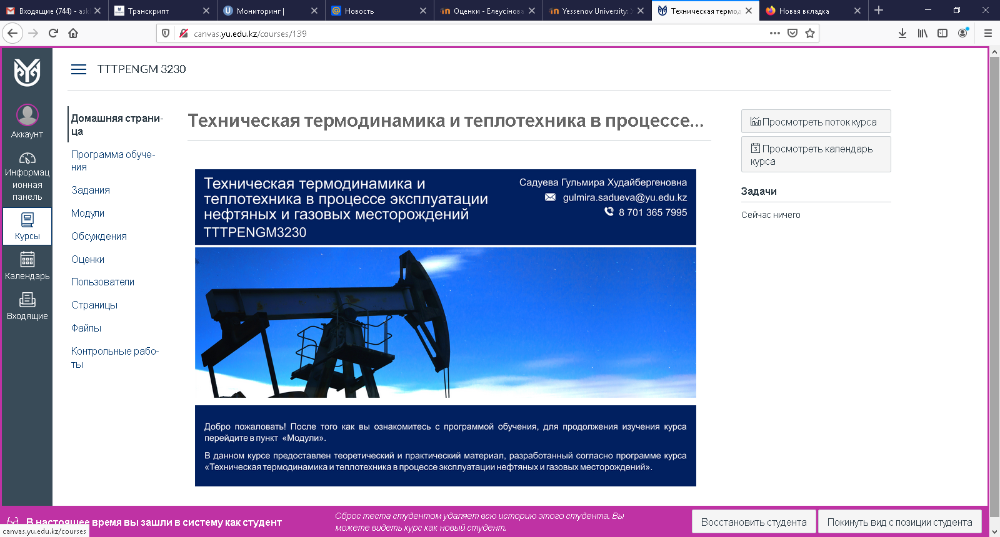 Входящие (744) - ask
Транскрипт
Мониторинг |
Новость
Оценки - Елеусінова
Yessenov University:
Техническая термод
Новая вкладка
canvas.yu.edu.kz/courses/139
TTTPENGM 3230
Аккаунт
Информац
ионная
панель
Курсы
Календарь
Входящие
Домашняя страни-
ца
Программа обуче-
ния
Задания
Модули
Обсуждения
Оценки
Пользователи
Страницы
Файлы
Контрольные рабо-
ты
Техническая термодинамика и теплотехника в процессе...
Техническая термодинамика и
теплотехника в процессе эксплуатации
нефтяных и газовых месторождений
TTTPENGM3230
Садуева Гульмира Худайбергеновна
gulmira.sadueva@yu.edu.kz
8 701 365 7995
Добро пожаловать! После того как вы ознакомитесь с программой обучения, для продолжения изучения курса
перейдите в пункт «Модули».
В данном курсе предоставлен теоретический и практический материал, разработанный согласно программе курса
«Техническая термодинамика и теплотехника в процессе эксплуатации нефтяных и газовых месторождений».
Просмотреть поток курса
Просмотреть календарь
курса
Задачи
Сейчас ничего
В настоящее время вы зашли в систему как студент
canvas.yu.edu.kz/courses
Сброс теста студентом удаляет всю историю этого студента. Вы
можете видеть курс как новый студент.
Восстановить студента
Покинуть вид с позиции студента